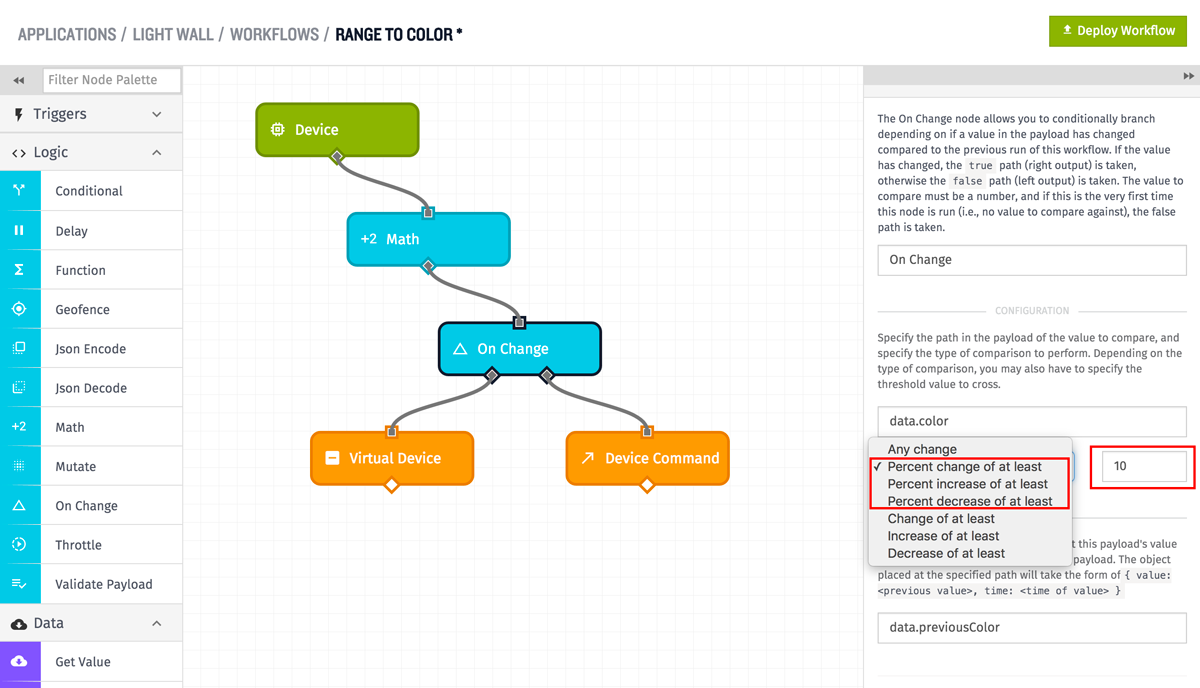 APPLICATIONS / LIGHT WALL / WORKFLOWS / RANGE TO COLOR *
Deploy Workflow
Filter Node Palette
Triggers
Logic
Conditional
Delay
Function
Geofence
Json Encode
Json Decode
+2 Math
Mutate
On Change
Throttle
Validate Payload
Data
Get Value
Device
+2 Math
On Change
Virtual Device
Device Command
The On Change node allows you to conditionally branch
depending on if a value in the payload has changed
compared to the previous run of this workflow. If the value
has changed, the true path (right output) is taken,
otherwise the false path (left output) is taken. The value to
compare must be a number, and if this is the very first time
this node is run (i.e., no value to compare against), the false
path is taken.
On Change
CONFIGURATION
Specify the path in the payload of the value to compare, and
specify the type of comparison to perform. Depending on the
type of comparison, you may also have to specify the
threshold value to cross.
data.color
Any change
✓ Percent change of at least
Percent increase of at least
Percent decrease of at least
Change of at least
Increase of at least
Decrease of at least
10
t this payload's value
payload. The object
placed at the specified path will take the form of { value:
<previous value>, time: <time of value> }
data.previousColor